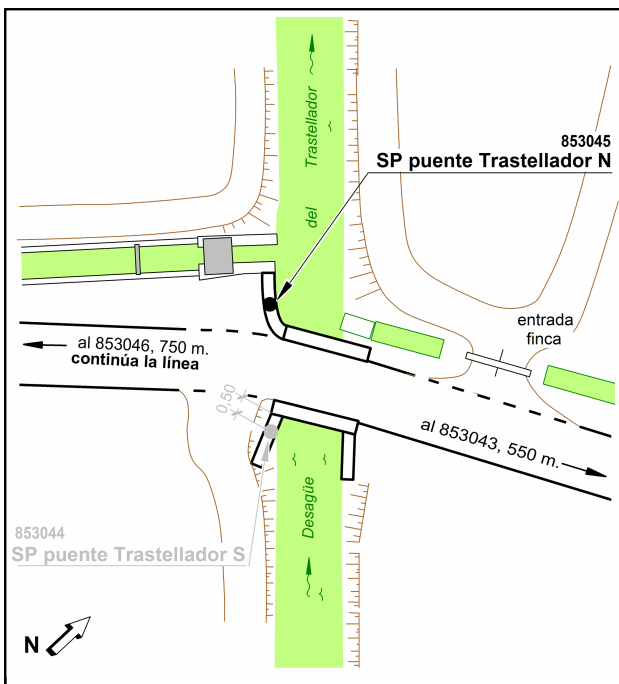 853045
SP puente Trastellador N
Desagüe del Trastellador
entrada
finca
al 853046, 750 m.
continúa la línea
0,50
al 853043, 550 m.
853044
SP puente Trastellador S
N